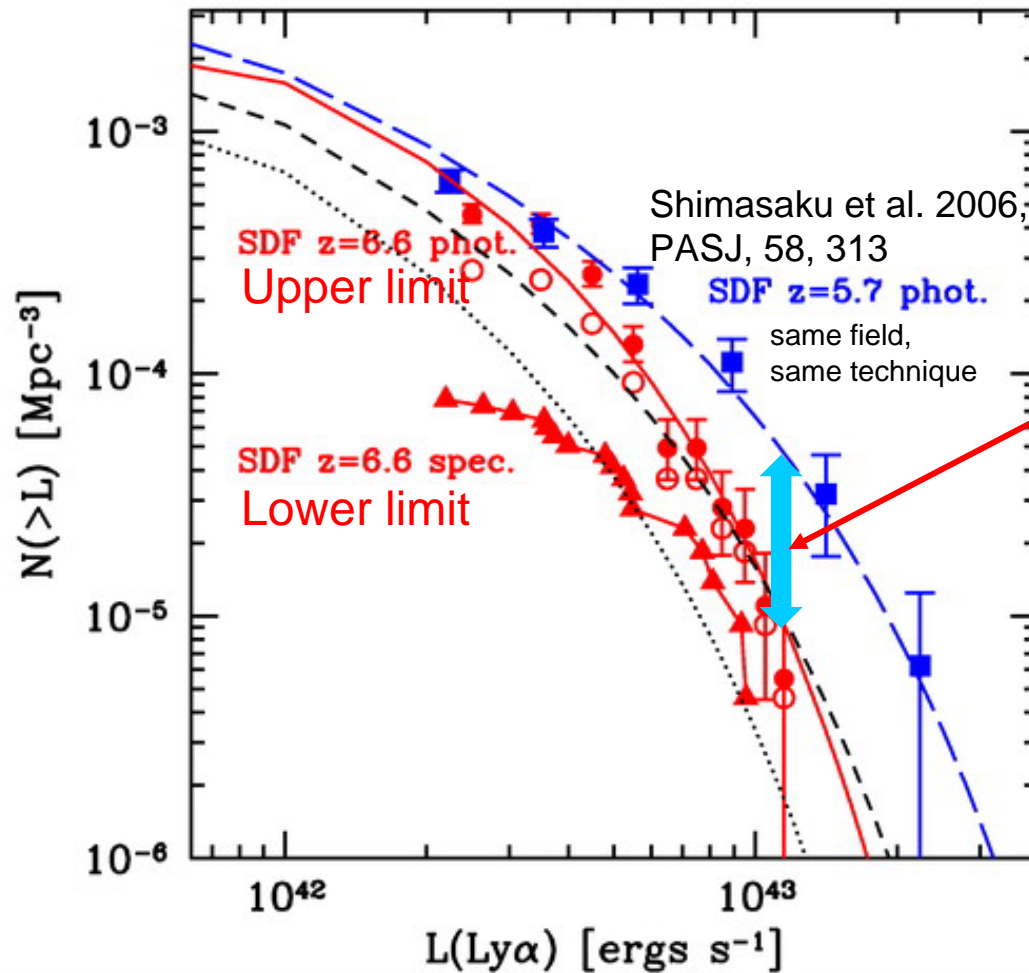 10⁻³
10⁻⁴
10⁻⁵
10⁻⁶
N(>L) [Mpc⁻³]
Shimasaku et al. 2006,
PASJ, 58, 313
SDF z=6.6 phot.
Upper limit
SDF z=5.7 phot.
same field,
same technique
SDF z=6.6 spec.
Lower limit
10⁴²
10⁴³
L(Lyα) [ergs s⁻¹]